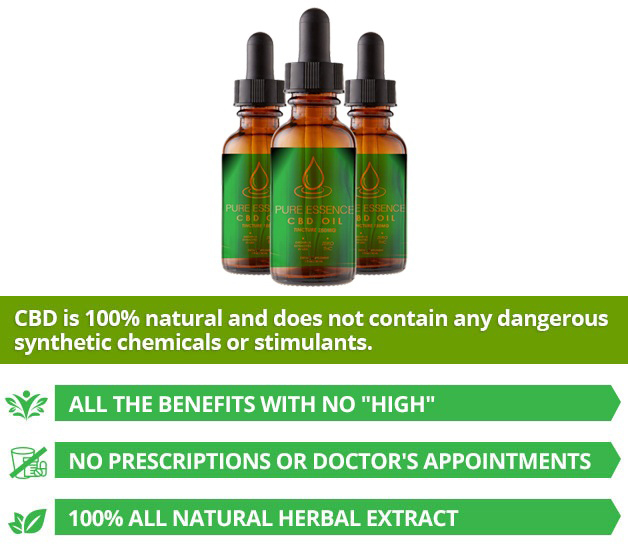 PURE ESSENCE
CBD OIL
CBD is 100% natural and does not contain any dangerous
synthetic chemicals or stimulants.
ALL THE BENEFITS WITH NO "HIGH"
NO PRESCRIPTIONS OR DOCTOR'S APPOINTMENTS
100% ALL NATURAL HERBAL EXTRACT